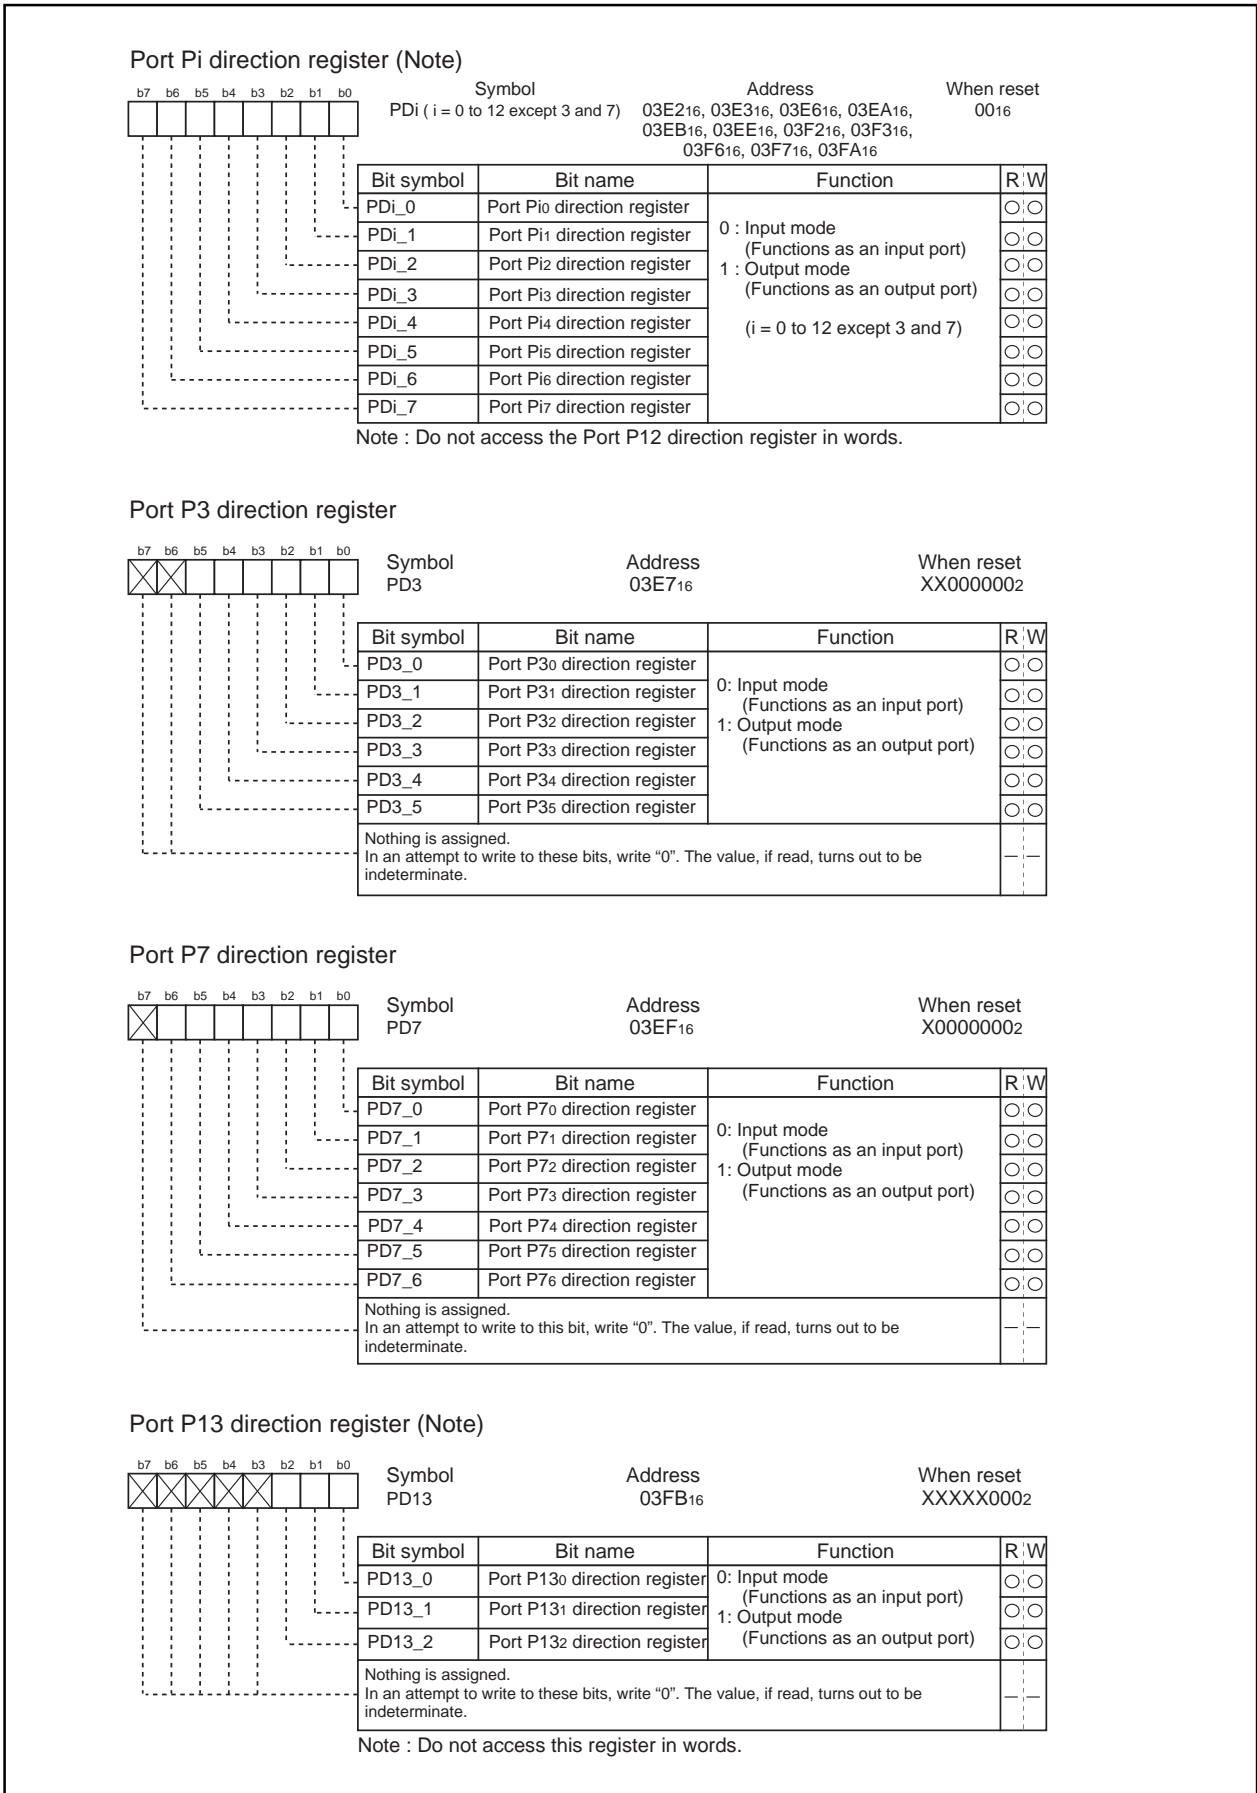 Port Pi direction register (Note)
b7 b6 b5 b4 b3 b2 b1 b0
Symbol Address When reset
PDi ( i = 0 to 12 except 3 and 7) 03E216, 03E316, 03E616, 03EA16, 0016
03EB16, 03EE16, 03F216, 03F316,
03F616, 03F716, 03FA16
Bit symbol Bit name Function R W
PDi_0 Port Pi0 direction register
PDi_1 Port Pi1 direction register
PDi_2 Port Pi2 direction register
PDi_3 Port Pi3 direction register
PDi_4 Port Pi4 direction register
PDi_5 Port Pi5 direction register
PDi_6 Port Pi6 direction register
PDi_7 Port Pi7 direction register
0 : Input mode
(Functions as an input port)
1 : Output mode
(Functions as an output port)
(i = 0 to 12 except 3 and 7)
Note : Do not access the Port P12 direction register in words.
Port P3 direction register
b7 b6 b5 b4 b3 b2 b1 b0
Symbol Address When reset
PD3 03E716 XX0000002
Bit symbol Bit name Function R W
PD3_0 Port P30 direction register
PD3_1 Port P31 direction register
PD3_2 Port P32 direction register
PD3_3 Port P33 direction register
PD3_4 Port P34 direction register
PD3_5 Port P35 direction register
0: Input mode
(Functions as an input port)
1: Output mode
(Functions as an output port)
Nothing is assigned.
In an attempt to write to these bits, write “0”. The value, if read, turns out to be
indeterminate.
Port P7 direction register
b7 b6 b5 b4 b3 b2 b1 b0
Symbol Address When reset
PD7 03EF16 X00000002
Bit symbol Bit name Function R W
PD7_0 Port P70 direction register
PD7_1 Port P71 direction register
PD7_2 Port P72 direction register
PD7_3 Port P73 direction register
PD7_4 Port P74 direction register
PD7_5 Port P75 direction register
PD7_6 Port P76 direction register
0: Input mode
(Functions as an input port)
1: Output mode
(Functions as an output port)
Nothing is assigned.
In an attempt to write to this bit, write “0”. The value, if read, turns out to be
indeterminate.
Port P13 direction register (Note)
b7 b6 b5 b4 b3 b2 b1 b0
Symbol Address When reset
PD13 03FB16 XXXXX0002
Bit symbol Bit name Function R W
PD13_0 Port P130 direction register
PD13_1 Port P131 direction register
PD13_2 Port P132 direction register
0: Input mode
(Functions as an input port)
1: Output mode
(Functions as an output port)
Nothing is assigned.
In an attempt to write to these bits, write “0”. The value, if read, turns out to be
indeterminate.
Note : Do not access this register in words.